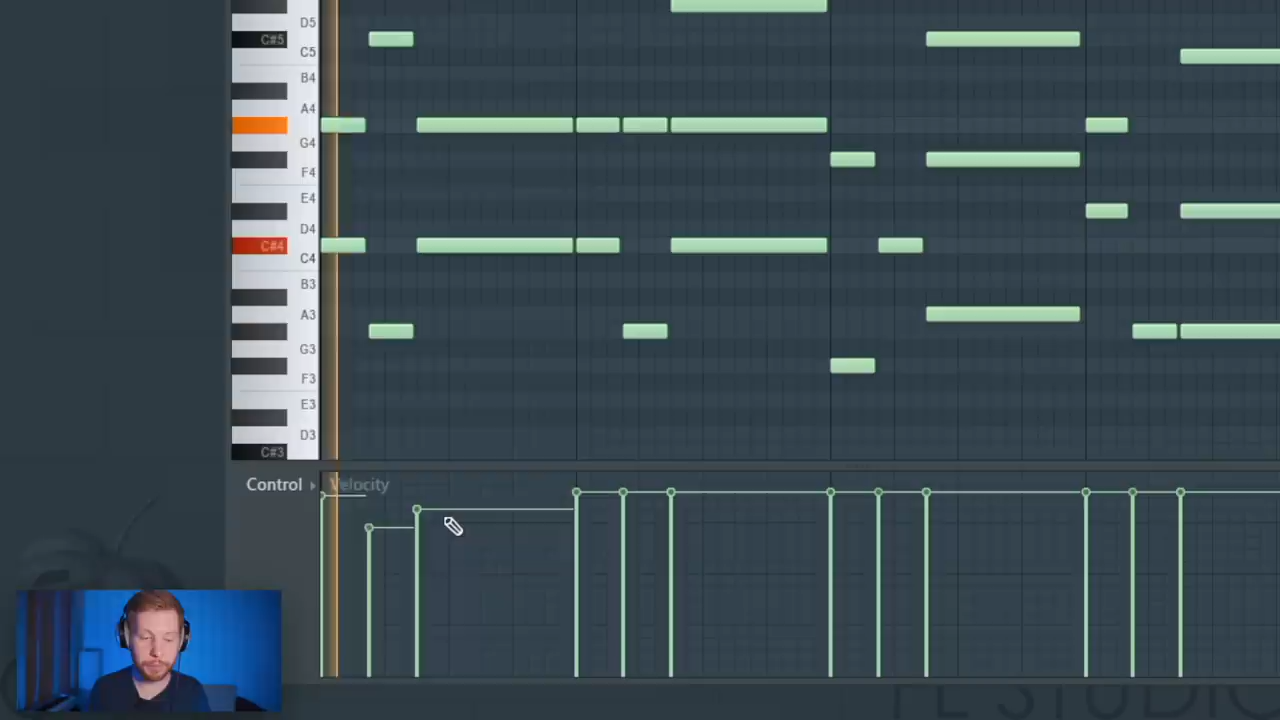 D5
C#5
C5
B4
A4
G4
F4
E4
D4
C#4
C4
B3
A3
G3
F3
E3
D3
C#3
Control Velocity
FL STUDIO